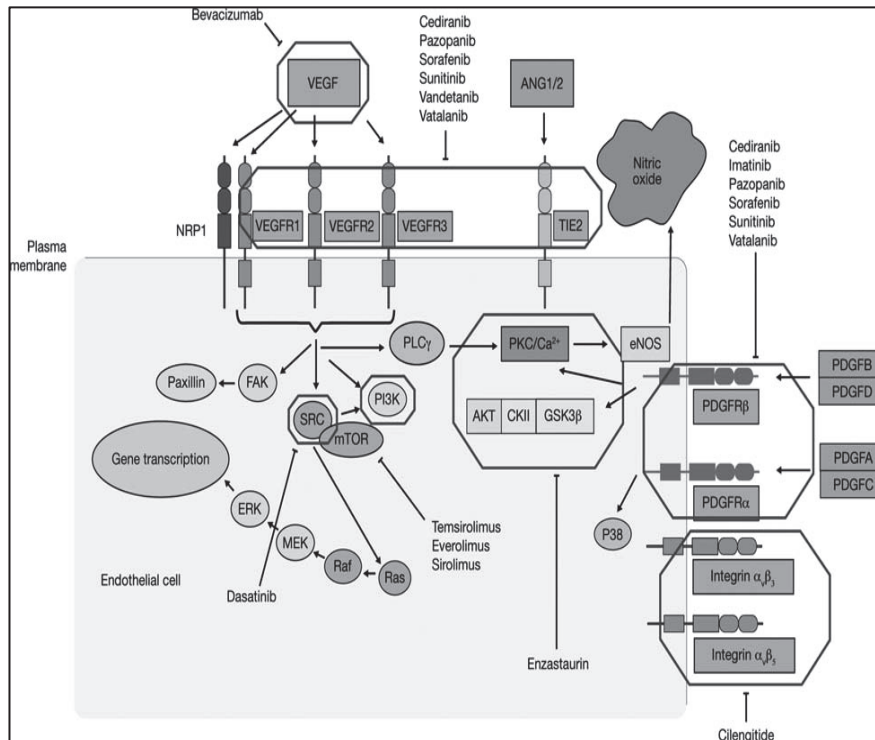 Bevacizumab
VEGF
Cediranib
Pazopanib
Sorafenib
Sunitinib
Vandetanib
Vatalanib
ANG1/2
Nitric
oxide
Cediranib
Imatinib
Pazopanib
Sorafenib
Sunitinib
Vatalanib
NRP1
VEGFR1
VEGFR2
VEGFR3
TIE2
Plasma
membrane
PLCγ
PKC/Ca²⁺
eNOS
Paxillin
FAK
PI3K
SRC
mTOR
AKT
CKII
GSK3β
PDGFRβ
PDGFB
PDGFD
Gene transcription
ERK
MEK
Raf
Ras
Temsirolimus
Everolimus
Sirolimus
P38
PDGFRα
PDGFA
PDGFC
Endothelial cell
Dasatinib
Enzastaurin
Integrin αᵥβ₃
Integrin αᵥβ₅
Cilengitide